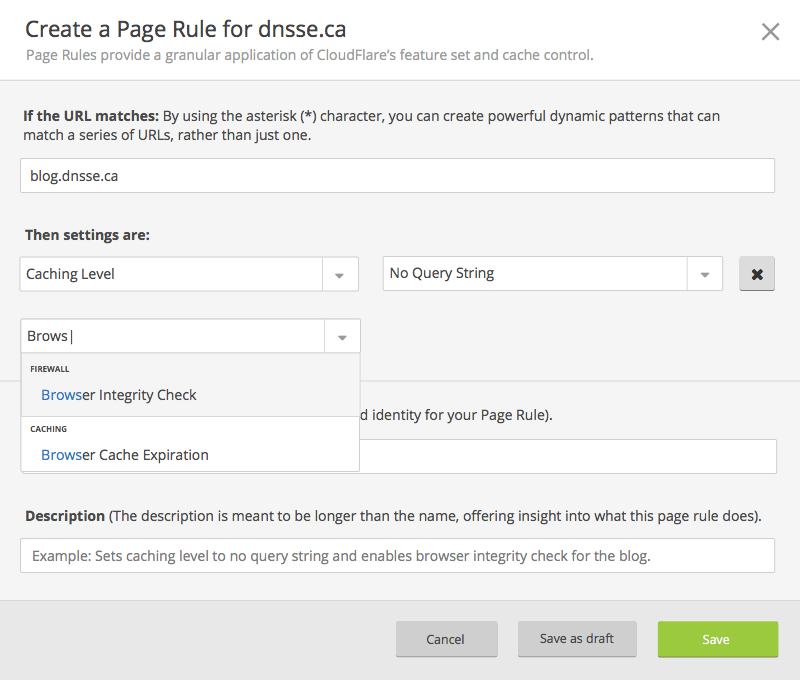 Create a Page Rule for dnsse.ca
Page Rules provide a granular application of CloudFlare's feature set and cache control.
If the URL matches: By using the asterisk (*) character, you can create powerful dynamic patterns that can
match a series of URLs, rather than just one.
blog.dnsse.ca
Then settings are:
Caching Level
No Query String
Brows
FIREWALL
Browser Integrity Check
d identity for your Page Rule).
CACHING
Browser Cache Expiration
Description (The description is meant to be longer than the name, offering insight into what this page rule does).
Example: Sets caching level to no query string and enables browser integrity check for the blog.
Cancel
Save as draft
Save